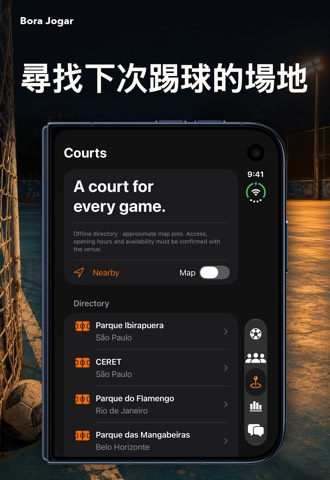 Bora Jogar
尋找下次踢球的場地
Courts
9:41
A court for
every game.
Offline directory - approximate map pins. Access,
opening hours and availability must be confirmed with
the venue.
Nearby
Map
Directory
Parque Ibirapuera
São Paulo
CERET
São Paulo
Parque do Flamengo
Rio de Janeiro
Parque das Mangabeiras
Belo Horizonte